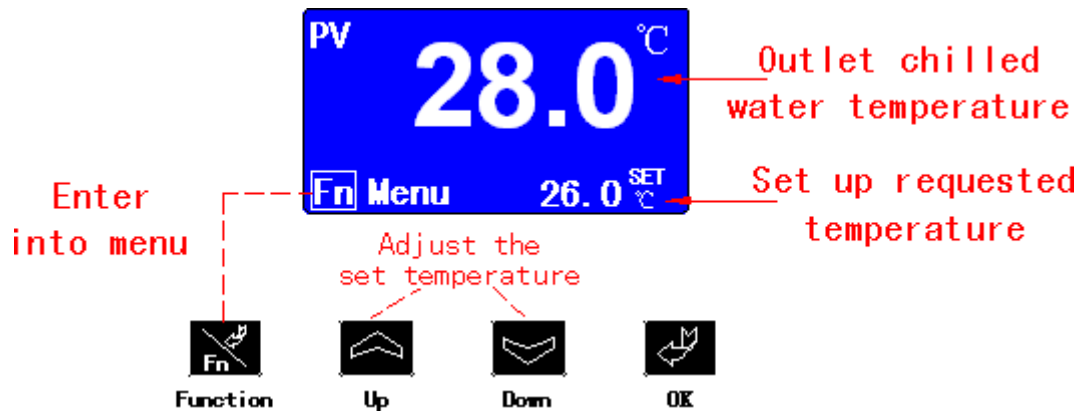 PV
28.0 °C
Outlet chilled
water temperature
Enter
into menu
Fn Menu
26.0 SET °C
Set up requested
temperature
Adjust the
set temperature
Fn
Function
Up
Down
OK